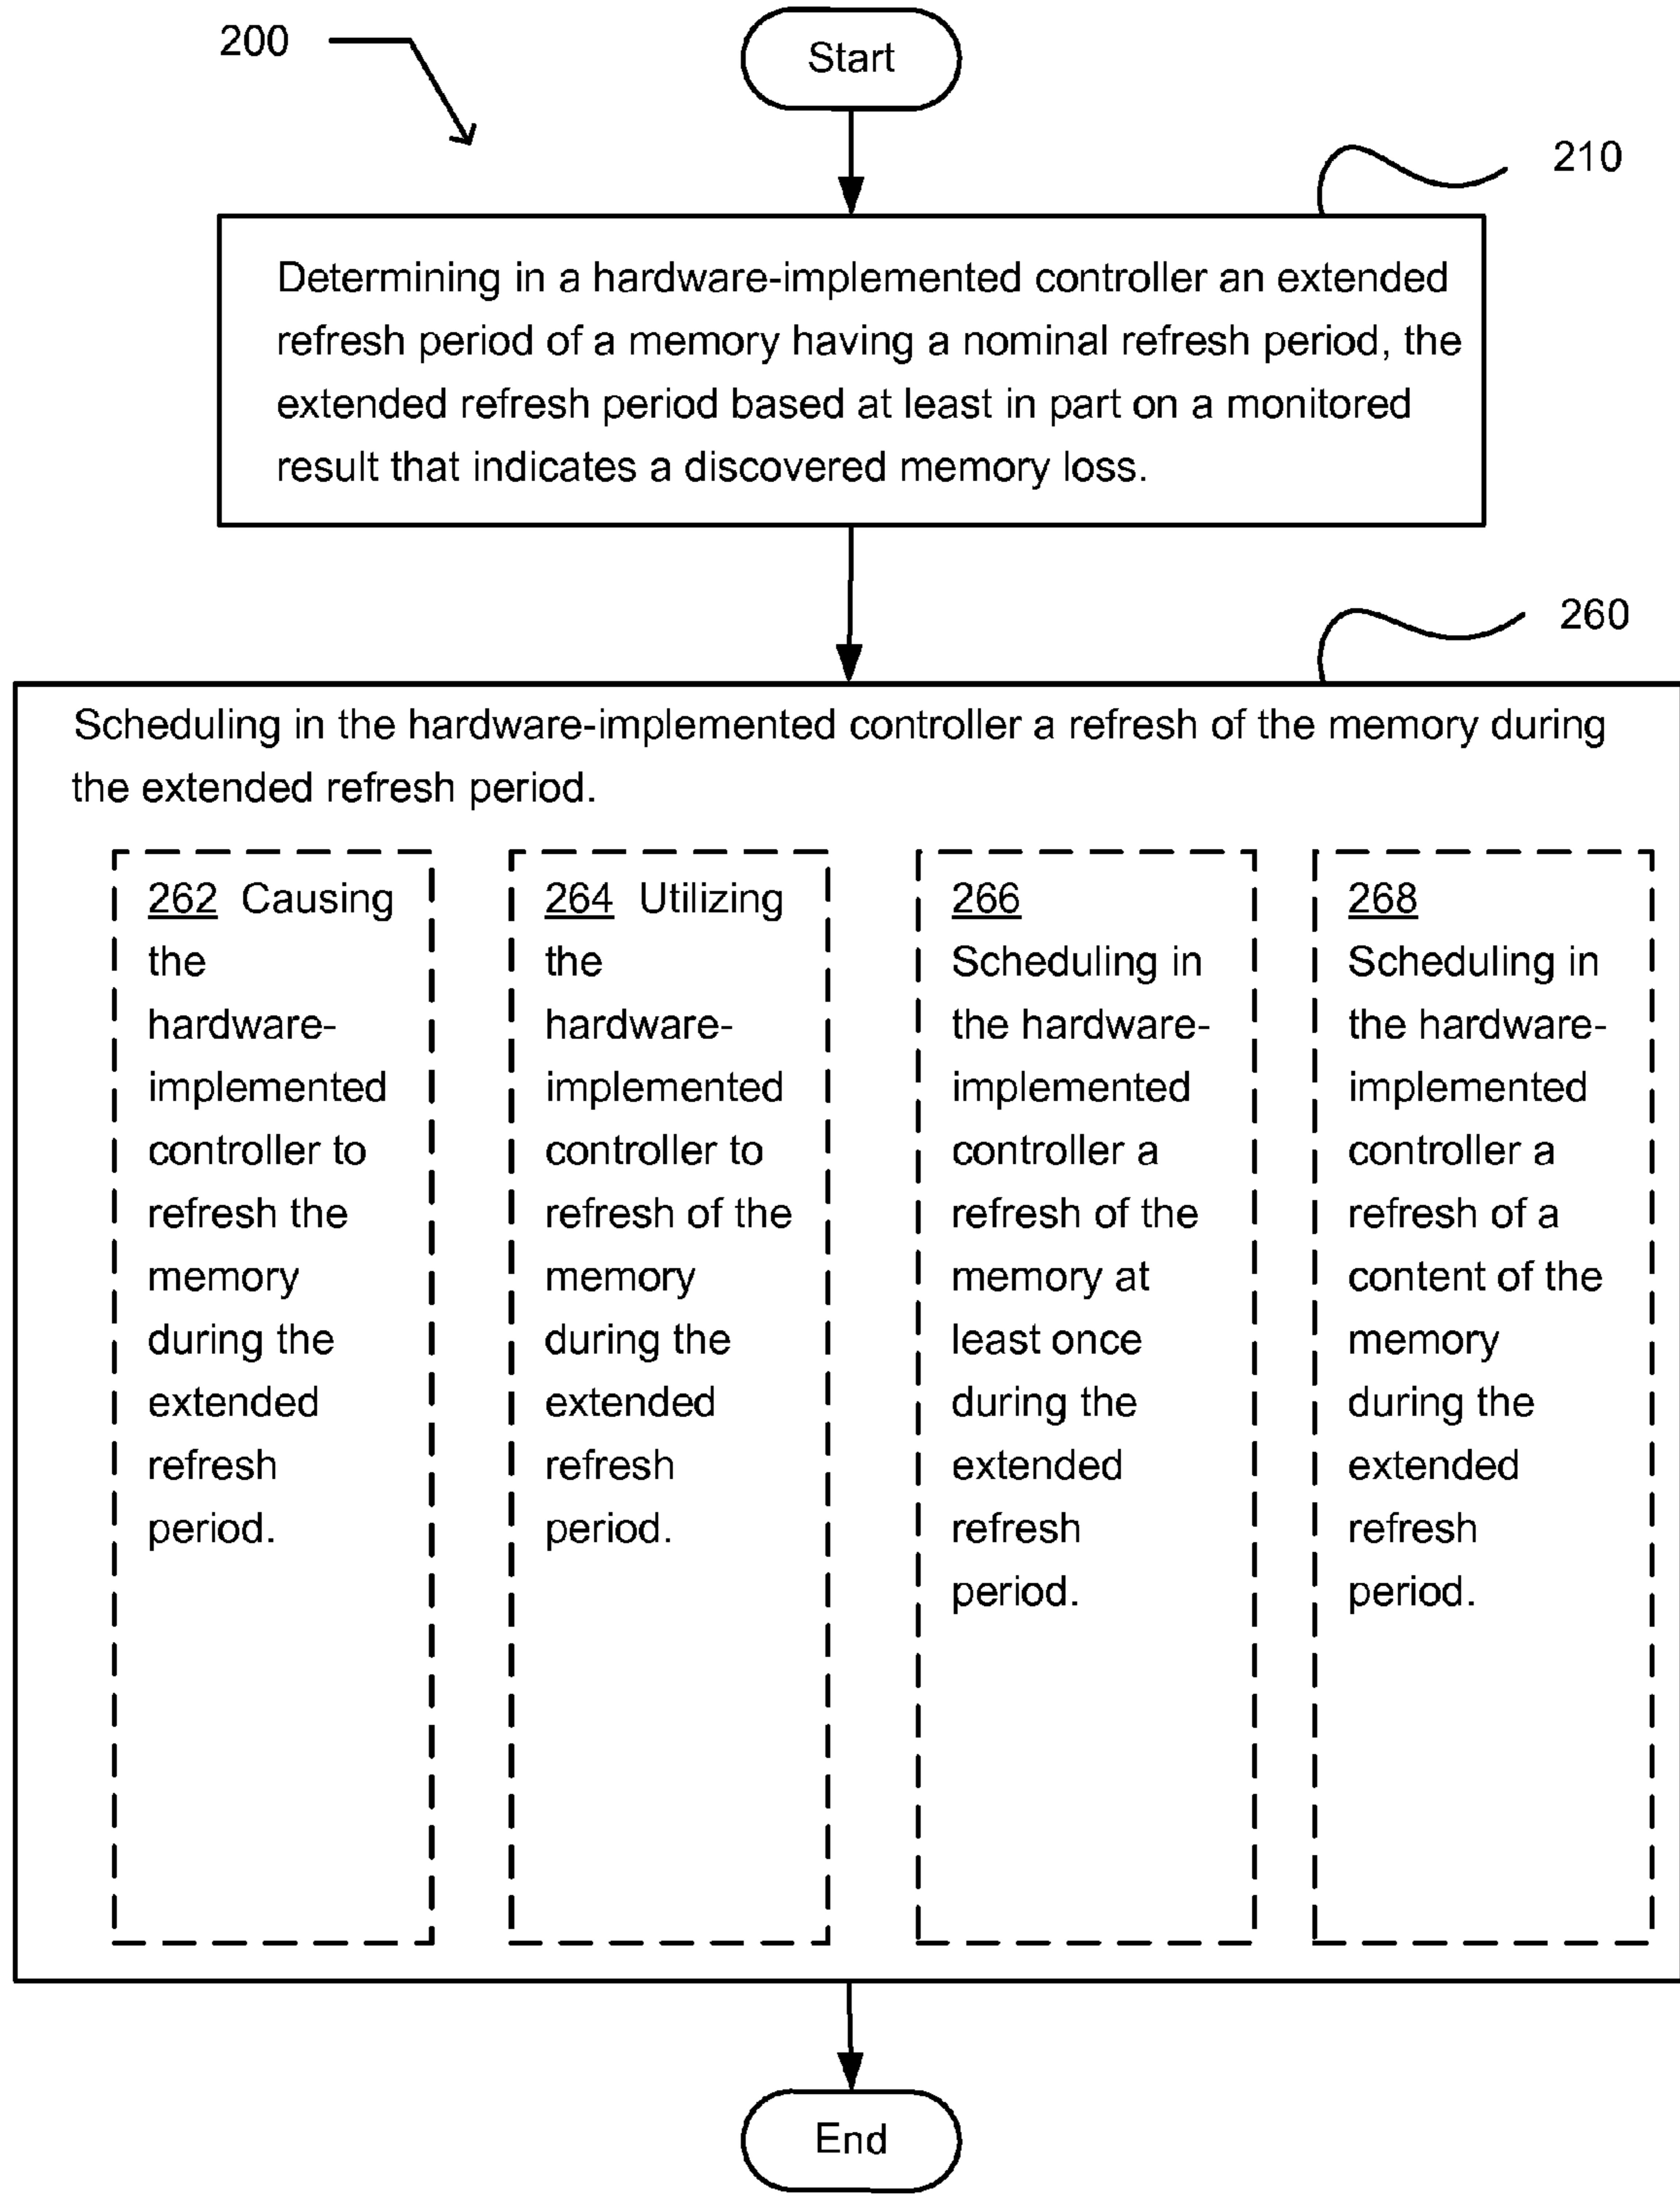 200
Start
210
Determining in a hardware-implemented controller an extended
refresh period of a memory having a nominal refresh period, the
extended refresh period based at least in part on a monitored
result that indicates a discovered memory loss.
260
Scheduling in the hardware-implemented controller a refresh of the memory during
the extended refresh period.
262 Causing
the
hardware-
implemented
controller to
refresh the
memory
during the
extended
refresh
period.
264 Utilizing
the
hardware-
implemented
controller to
refresh of the
memory
during the
extended
refresh
period.
266
Scheduling in
the hardware-
implemented
controller a
refresh of the
memory at
least once
during the
extended
refresh
period.
268
Scheduling in
the hardware-
implemented
controller a
refresh of a
content of the
memory
during the
extended
refresh
period.
End